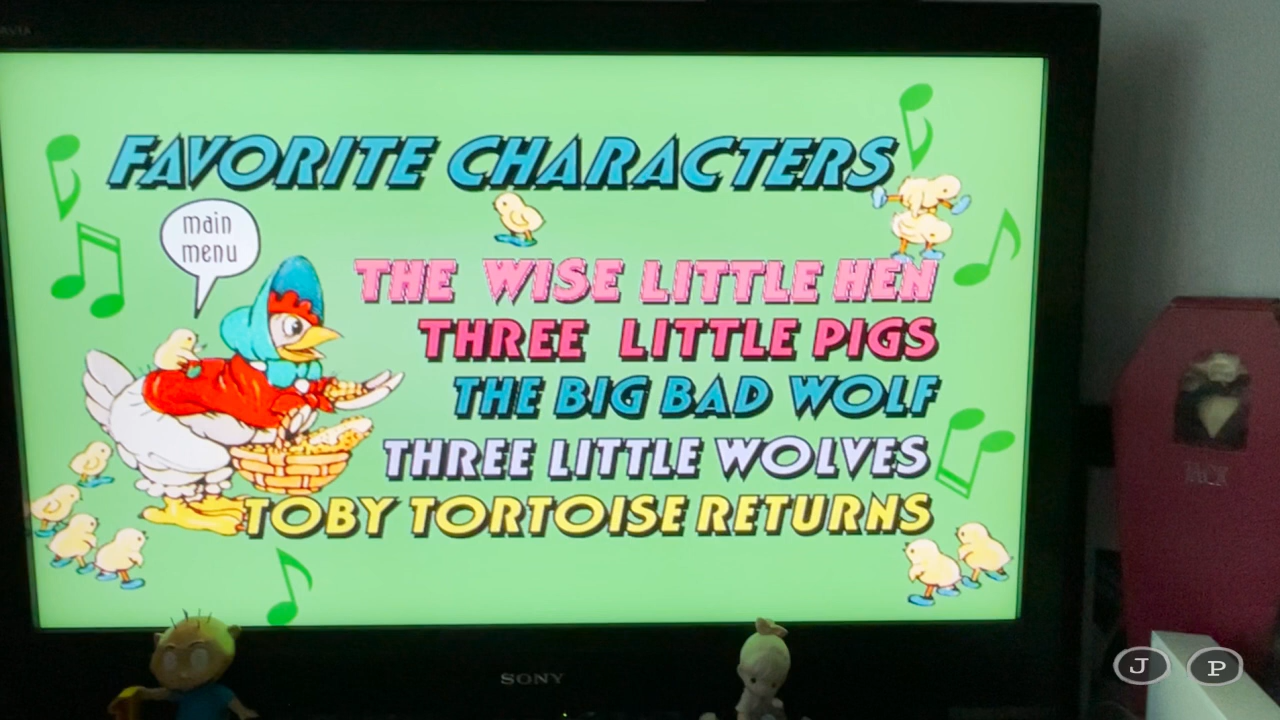 FAVORITE CHARACTERS
main
menu
THE WISE LITTLE HEN
THREE LITTLE PIGS
THE BIG BAD WOLF
THREE LITTLE WOLVES
TOBY TORTOISE RETURNS
SONY
JACK
J P